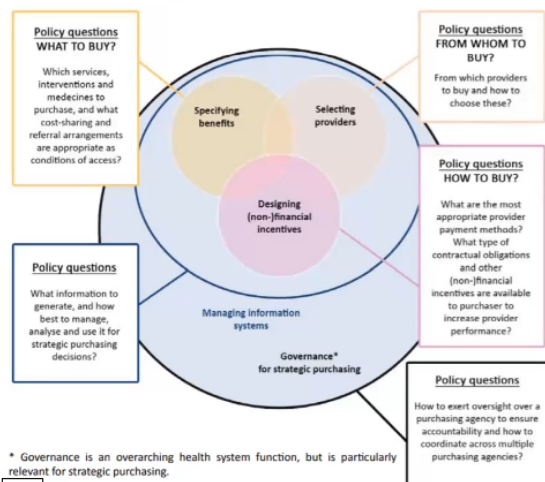 Policy questions
WHAT TO BUY?
Which services,
interventions and
medecines to
purchase, and what
cost-sharing and
referral arrangements
are appropriate as
conditions of access?
Policy questions
FROM WHOM TO
BUY?
From which providers
to buy and how to
choose these?
Specifying
benefits
Selecting
providers
Designing
(non-)financial
incentives
Policy questions
HOW TO BUY?
What are the most
appropriate provider
payment methods?
What type of
contractual obligations
and other
(non-)financial
incentives are available
to purchaser to
increase provider
performance?
Policy questions
What information to
generate, and how
best to manage,
analyse and use it for
strategic purchasing
decisions?
Managing information
systems
Governance*
for strategic purchasing
Policy questions
How to exert oversight over a
purchasing agency to ensure
accountability and how to
coordinate across multiple
purchasing agencies?
* Governance is an overarching health system function, but is particularly
relevant for strategic purchasing.